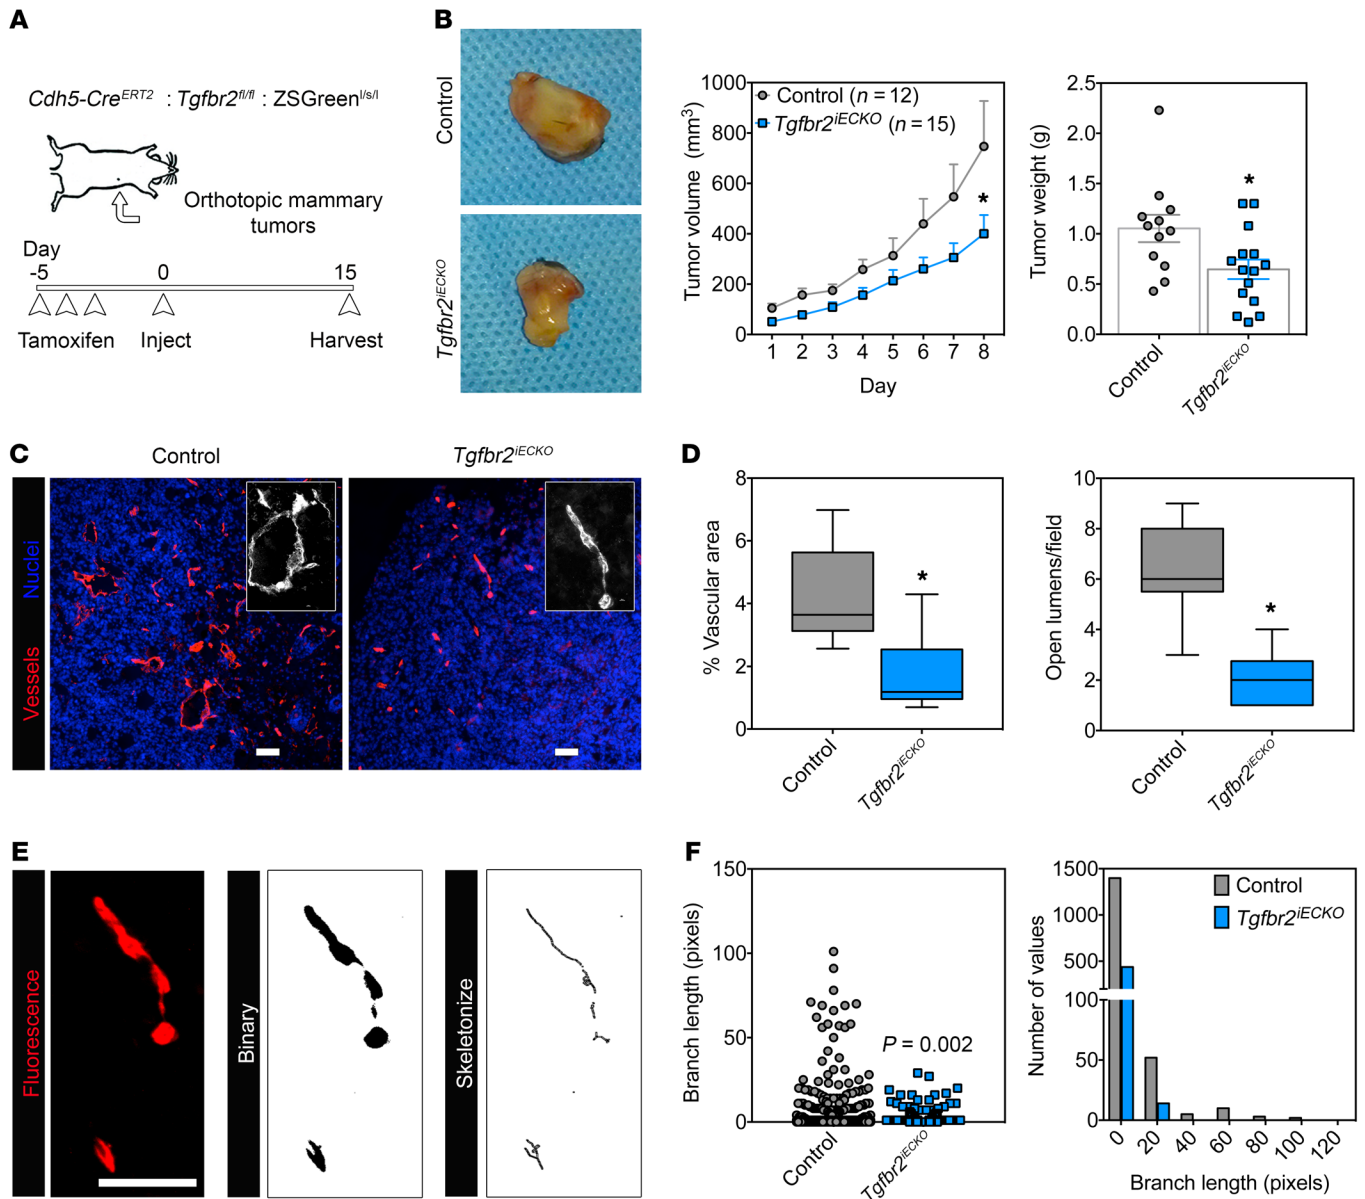 A
Cdh5-CreERT2 : Tgfbr2fl/fl : ZSGreenl/s/l
Orthotopic mammary
tumors
Day
-5 0 15
Tamoxifen Inject Harvest
B
Control
Tgfbr2iECKO
Tumor volume (mm3)
1000
800
600
400
200
0
Control (n = 12)
Tgfbr2iECKO (n = 15)
*
1 2 3 4 5 6 7 8
Day
Tumor weight (g)
2.5
2.0
1.5
1.0
0.5
0.0
*
Control
Tgfbr2iECKO
C
Control Tgfbr2iECKO
Vessels Nuclei
D
% Vascular area
8
6
4
2
0
*
Control
Tgfbr2iECKO
Open lumens/field
10
8
6
4
2
0
*
Control
Tgfbr2iECKO
E
Fluorescence
Binary
Skeletonize
F
Branch length (pixels)
150
100
50
0
P = 0.002
Control
Tgfbr2iECKO
Number of values
1500
1000
500
100
50
0
Control
Tgfbr2iECKO
0 20 40 60 80 100 120
Branch length (pixels)